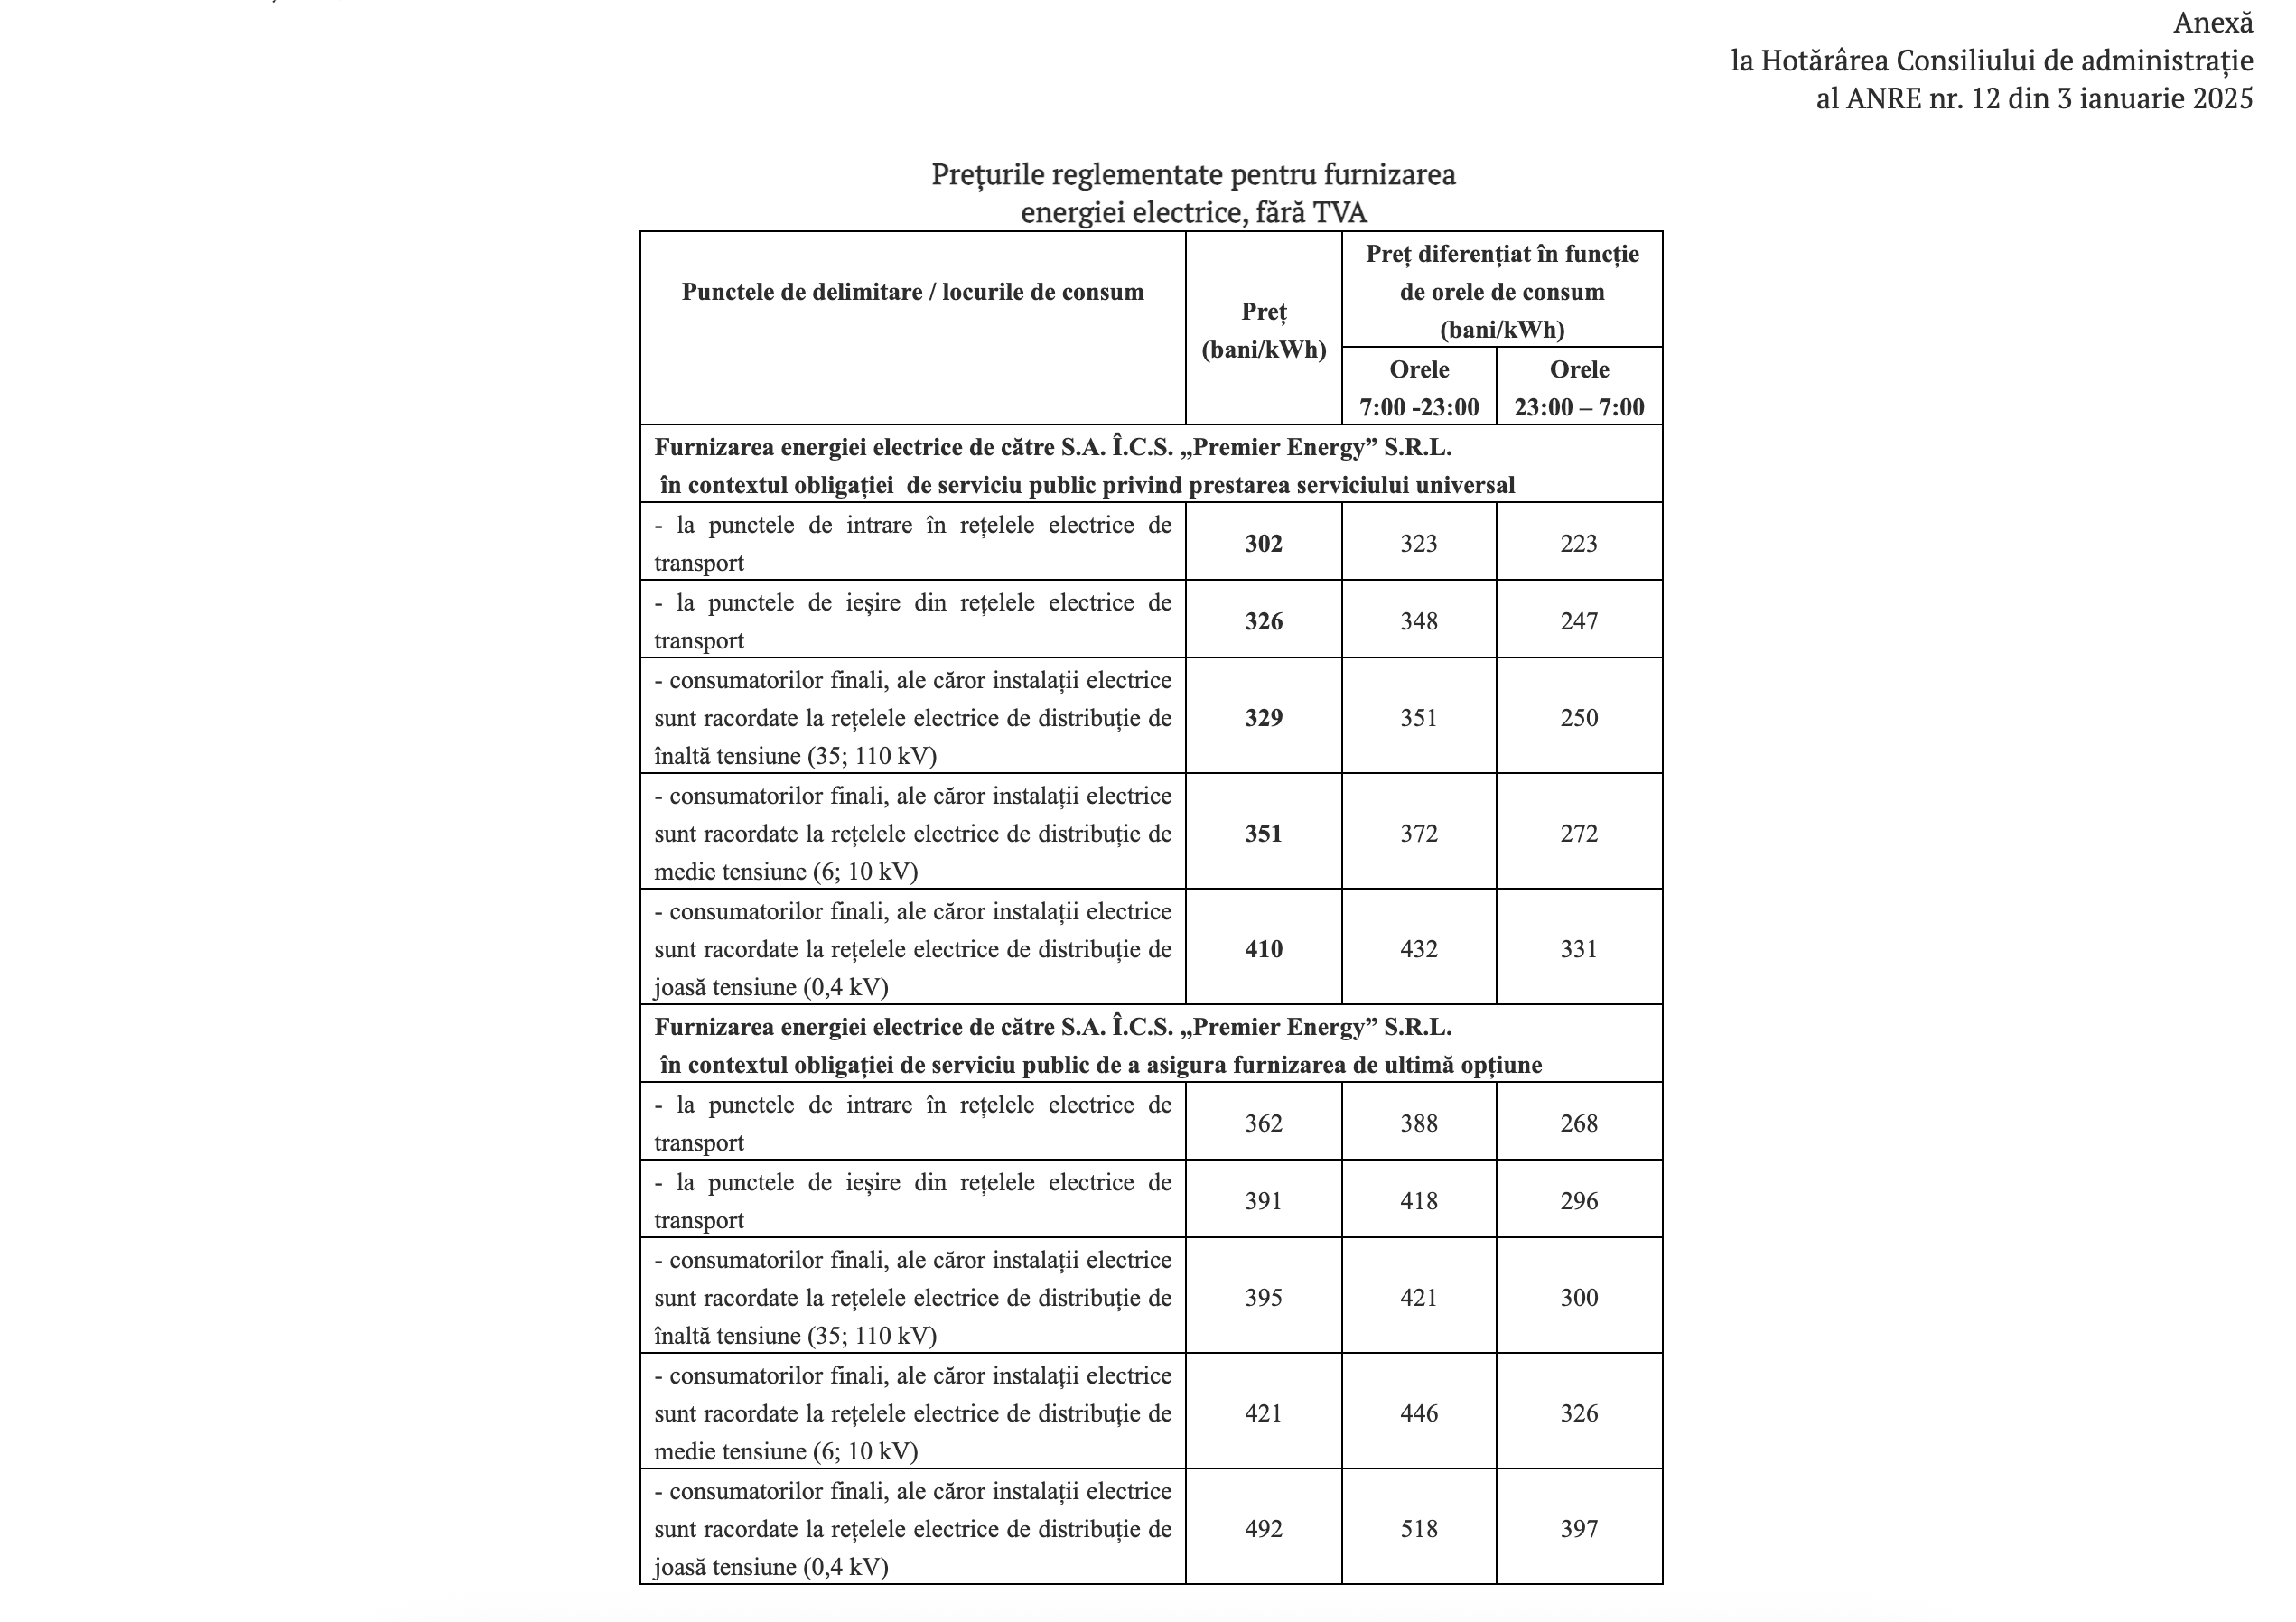 Anexă
la Hotărârea Consiliului de administrație
al ANRE nr. 12 din 3 ianuarie 2025
Prețurile reglementate pentru furnizarea
energiei electrice, fără TVA
Punctele de delimitare / locurile de consum
Preț
(bani/kWh)
Preț diferențiat în funcție
de orele de consum
(bani/kWh)
Orele
7:00 -23:00
Orele
23:00 – 7:00
Furnizarea energiei electrice de către S.A. Î.C.S. „Premier Energy” S.R.L.
în contextul obligației de serviciu public privind prestarea serviciului universal
- la punctele de intrare în rețelele electrice de
transport
302
323
223
- la punctele de ieșire din rețelele electrice de
transport
326
348
247
- consumatorilor finali, ale căror instalații electrice
sunt racordate la rețelele electrice de distribuție de
înaltă tensiune (35; 110 kV)
329
351
250
- consumatorilor finali, ale căror instalații electrice
sunt racordate la rețelele electrice de distribuție de
medie tensiune (6; 10 kV)
351
372
272
- consumatorilor finali, ale căror instalații electrice
sunt racordate la rețelele electrice de distribuție de
joasă tensiune (0,4 kV)
410
432
331
Furnizarea energiei electrice de către S.A. Î.C.S. „Premier Energy” S.R.L.
în contextul obligației de serviciu public de a asigura furnizarea de ultimă opțiune
- la punctele de intrare în rețelele electrice de
transport
362
388
268
- la punctele de ieșire din rețelele electrice de
transport
391
418
296
- consumatorilor finali, ale căror instalații electrice
sunt racordate la rețelele electrice de distribuție de
înaltă tensiune (35; 110 kV)
395
421
300
- consumatorilor finali, ale căror instalații electrice
sunt racordate la rețelele electrice de distribuție de
medie tensiune (6; 10 kV)
421
446
326
- consumatorilor finali, ale căror instalații electrice
sunt racordate la rețelele electrice de distribuție de
joasă tensiune (0,4 kV)
492
518
397